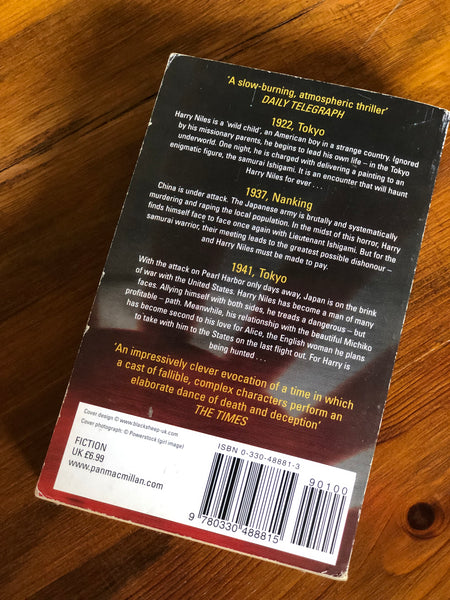 'A slow-burning, atmospheric thriller'
DAILY TELEGRAPH
1922, Tokyo
Harry Niles is a 'wild child', an American boy in a strange country. Ignored
by his missionary parents, he begins to lead his own life – in the Tokyo
underworld. One night, he is charged with delivering a painting to an
enigmatic figure, the samurai Ishigami. It is an encounter that will haunt
Harry Niles for ever . . .
1937, Nanking
China is under attack. The Japanese army is brutally and systematically
murdering and raping the local population. In the midst of this horror, Harry
finds himself face to face once again with Lieutenant Ishigami. But for the
samurai warrior, their meeting leads to the greatest possible dishonour –
and Harry Niles must be made to pay.
1941, Tokyo
With the attack on Pearl Harbor only days away, Japan is on the brink
of war with the United States. Harry Niles has become a man of many
faces. Allying himself with both sides, he treads a dangerous – but
profitable – path. Meanwhile, his relationship with the beautiful Michiko
has become second to his love for Alice, the English woman he plans
to take with him to the States on the last flight out. For Harry is
being hunted . . .
'An impressively clever evocation of a time in which
a cast of fallible, complex characters perform an
elaborate dance of death and deception'
THE TIMES
Cover design © www.blacksheep-uk.com
Cover photograph: © Powerstock (girl image)
FICTION
UK £6.99
www.panmacmillan.com
ISBN 0-330-48881-3
90100
9 780330 488815